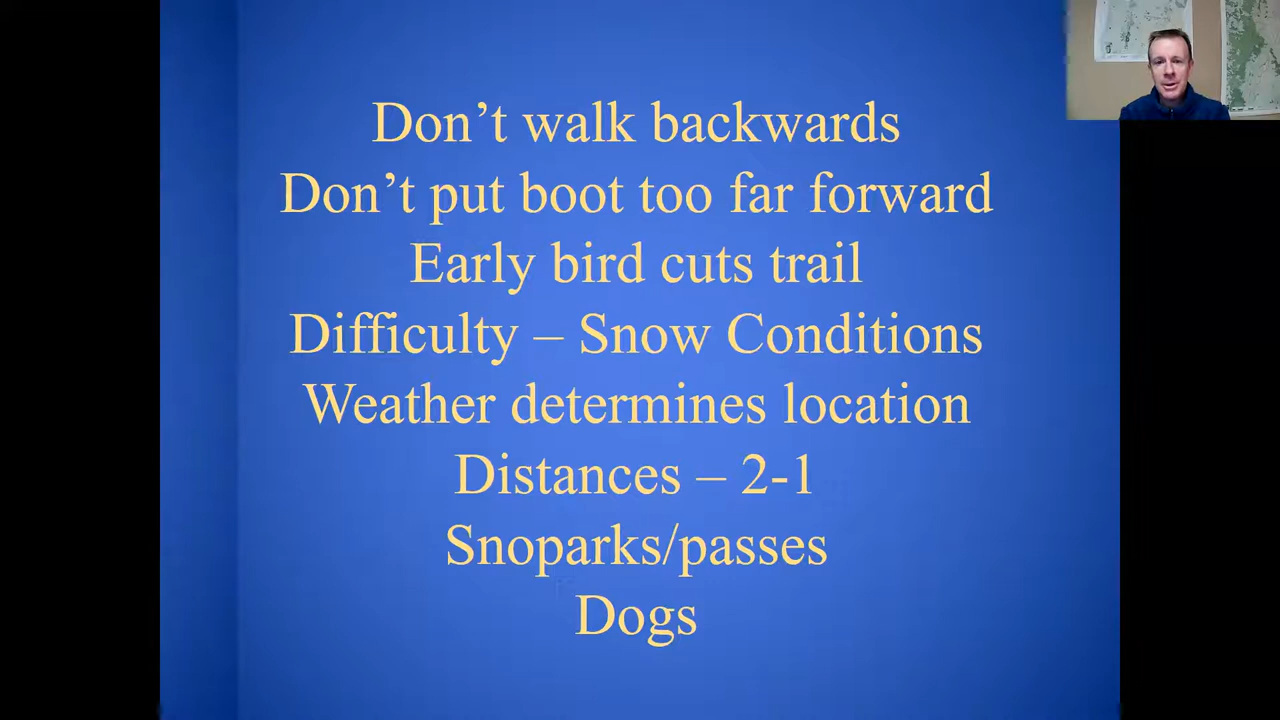 Don’t walk backwards
Don’t put boot too far forward
Early bird cuts trail
Difficulty – Snow Conditions
Weather determines location
Distances – 2-1
Snoparks/passes
Dogs